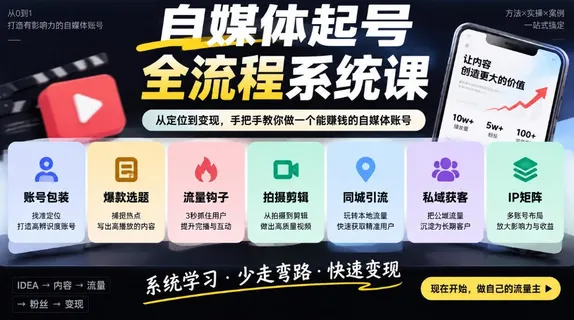 从0到1
打造有影响力的自媒体账号
方法×实操×案例
一站式搞定
自媒体起号
全流程系统课
从定位到变现，手把手教你做一个能赚钱的自媒体账号
让内容
创造更大的价值
10w+
播放量
5w+
粉丝
100+
账号包装
找准定位
打造高辨识度账号
爆款选题
捕捉热点
写出高播放的内容
流量钩子
3秒抓住用户
提升完播与互动
拍摄剪辑
从拍摄到剪辑
做出高质量视频
同城引流
玩转本地流量
快速获取精准用户
私域获客
把公域流量
沉淀为长期客户
IP矩阵
多账号布局
放大影响力与收益
系统学习·少走弯路·快速变现
IDEA → 内容 → 流量
→ 粉丝 → 变现
现在开始，做自己的流量主 ▶